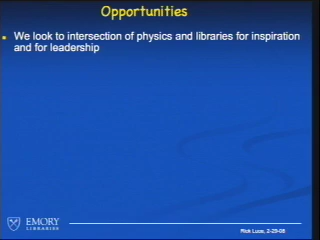 Opportunities
We look to intersection of physics and libraries for inspiration
and for leadership
EMORY
LIBRARIES
Rick Luce, 2-29-08